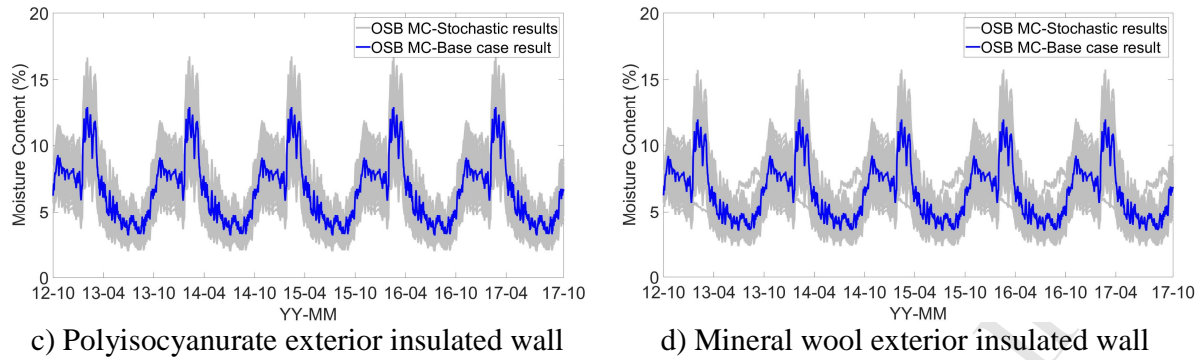 20
15
10
5
0
Moisture Content (%)
OSB MC-Stochastic results
OSB MC-Base case result
12-10 13-04 13-10 14-04 14-10 15-04 15-10 16-04 16-10 17-04 17-10
YY-MM
c) Polyisocyanurate exterior insulated wall
20
15
10
5
0
Moisture Content (%)
OSB MC-Stochastic results
OSB MC-Base case result
12-10 13-04 13-10 14-04 14-10 15-04 15-10 16-04 16-10 17-04 17-10
YY-MM
d) Mineral wool exterior insulated wall